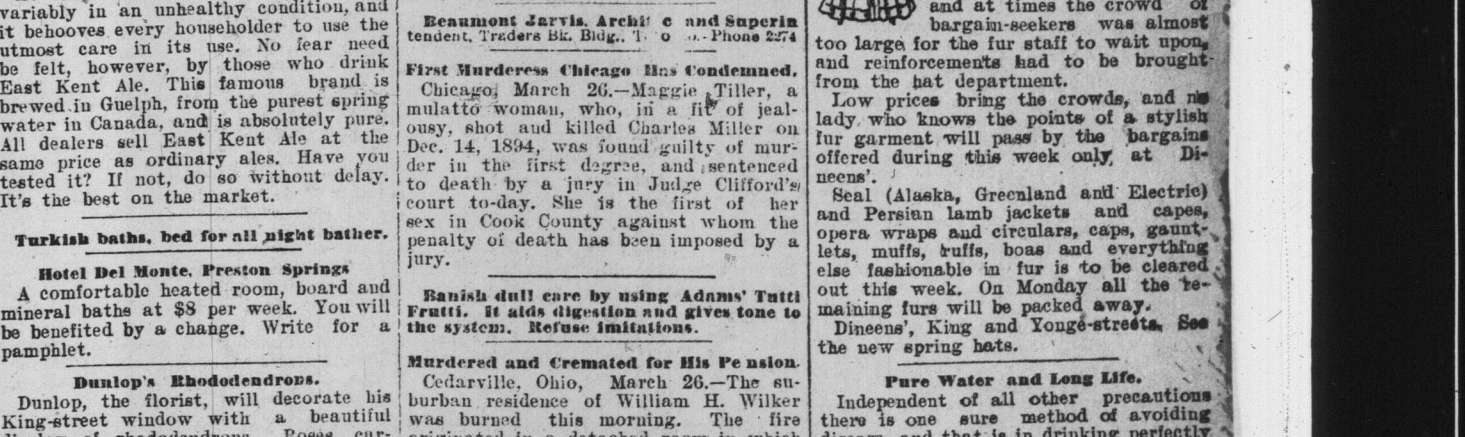 variably in an unhealthy condition, and
it behooves every householder to use the
utmost care in its use. No fear need
be felt, however, by those who drink
East Kent Ale. This famous brand is
brewed in Guelph, from the purest spring
water in Canada, and is absolutely pure.
All dealers sell East Kent Ale at the
same price as ordinary ales. Have you
tested it? If not, do so without delay.
It's the best on the market.
Turkish baths, bed for all night bather.
Hotel Del Monte, Preston Springs
A comfortable heated room, board and
mineral baths at $8 per week. You will
be benefited by a change. Write for a
pamphlet.
Dunlop's Rhododendrons.
Dunlop, the florist, will decorate his
King-street window with a beautiful
Beaumont Jarvis, Archi c and Superin
tendent, Traders Bk. Bldg., Phone 2274
First Murderess Chicago Has Condemned.
Chicago, March 26.—Maggie Tiller, a
mulatto woman, who, in a fit of jeal-
ousy, shot and killed Charles Miller on
Dec. 14, 1894, was found guilty of mur-
der in the first degree, and sentenced
to death by a jury in Judge Clifford's
court to-day. She is the first of her
sex in Cook County against whom the
penalty of death has been imposed by a
jury.
Banish dull care by using Adams' Tutti
Frutti. It aids digestion and gives tone to
the system. Refuse imitations.
Murdered and Cremated for His Pension.
Cedarville, Ohio, March 26.—The su-
burban residence of William H. Wilker
was burned this morning. The fire
originated in a detached room in which
and at times the crowd of
bargain-seekers was almost
too large for the fur staff to wait upon,
and reinforcements had to be brought
from the hat department.
Low prices bring the crowds, and no
lady who knows the points of a stylish
fur garment will pass by the bargains
offered during this week only at Di-
neens'.
Seal (Alaska, Greenland and Electric)
and Persian lamb jackets and capes,
opera wraps and circulars, caps, gaunt-
lets, muffs, ruffs, boas and everything
else fashionable in fur is to be cleared
out this week. On Monday all the re-
maining furs will be packed away.
Dineens', King and Yonge-streets. See
the new spring hats.
Pure Water and Long Life.
Independent of all other precautions
there is one sure method of avoiding
disease, and that is in drinking perfectly